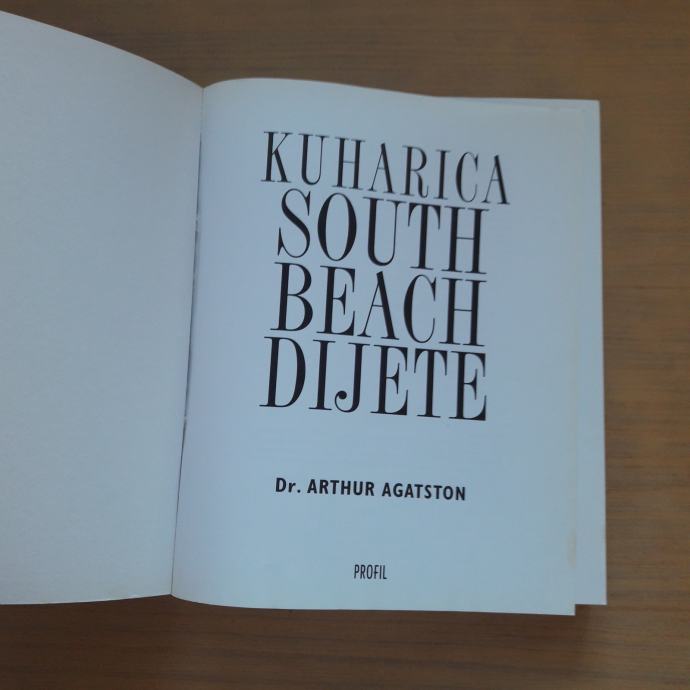 KUHARICA
SOUTH
BEACH
DIJETE
Dr. ARTHUR AGATSTON
PROFIL